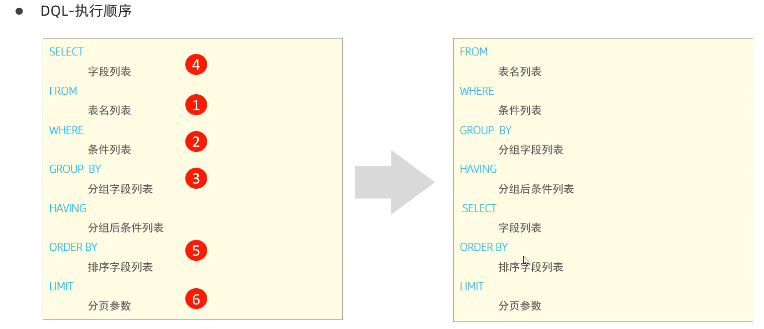 ● DQL-执行顺序
SELECT
字段列表
4
FROM
表名列表
1
WHERE
条件列表
2
GROUP BY
分组字段列表
3
HAVING
分组后条件列表
ORDER BY
排序字段列表
5
LIMIT
分页参数
6
FROM
表名列表
WHERE
条件列表
GROUP BY
分组字段列表
HAVING
分组后条件列表
SELECT
字段列表
ORDER BY
排序字段列表
LIMIT
分页参数